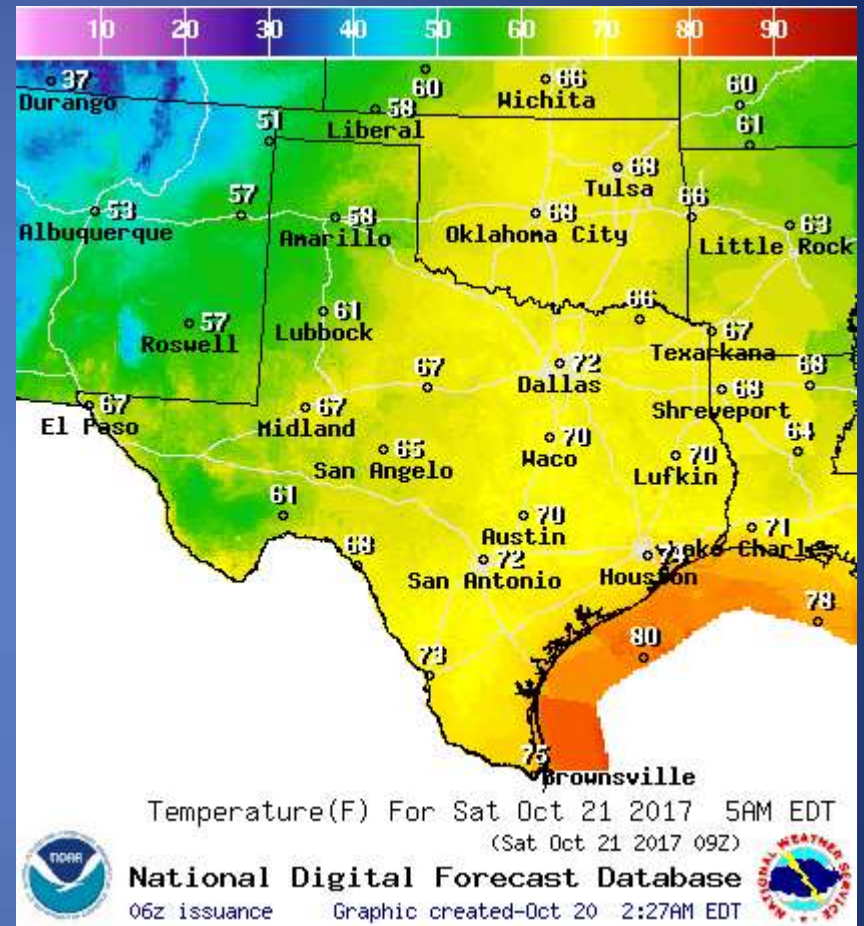 10 20 30 40 50 60 70 80 90
37
Durango
60
66
Wichita
60
58
Liberal
51
61
68
Tulsa
53
Albuquerque
57
58
Amarillo
68
Oklahoma City
66
63
Little Rock
57
Roswell
61
Lubbock
66
67
Texarkana
72
Dallas
67
68
Shreveport
68
67
El Paso
67
Midland
65
San Angelo
70
Waco
70
Lufkin
64
61
70
Austin
71
Lake Charles
68
72
San Antonio
74
Houston
78
80
73
75
Brownsville
Temperature(F) For Sat Oct 21 2017 5AM EDT
(Sat Oct 21 2017 09Z)
NOAA
National Digital Forecast Database
06z issuance Graphic created-Oct 20 2:27AM EDT
NATIONAL WEATHER SERVICE